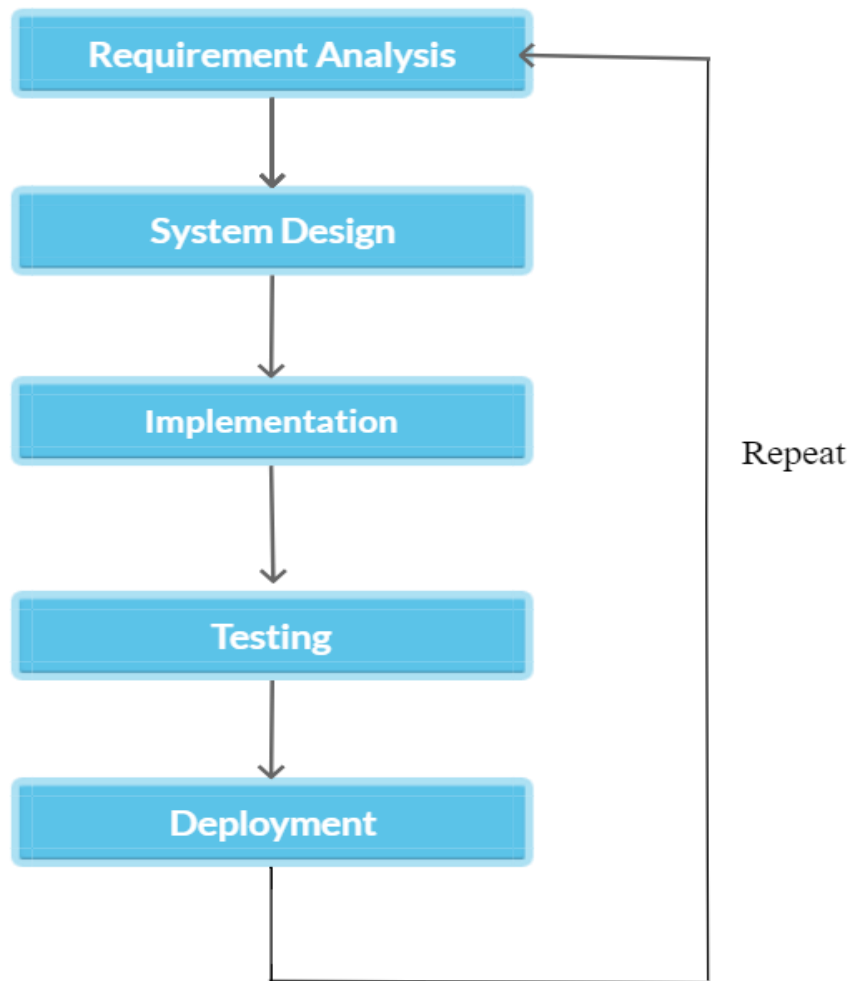 Requirement Analysis
System Design
Implementation
Repeat
Testing
Deployment